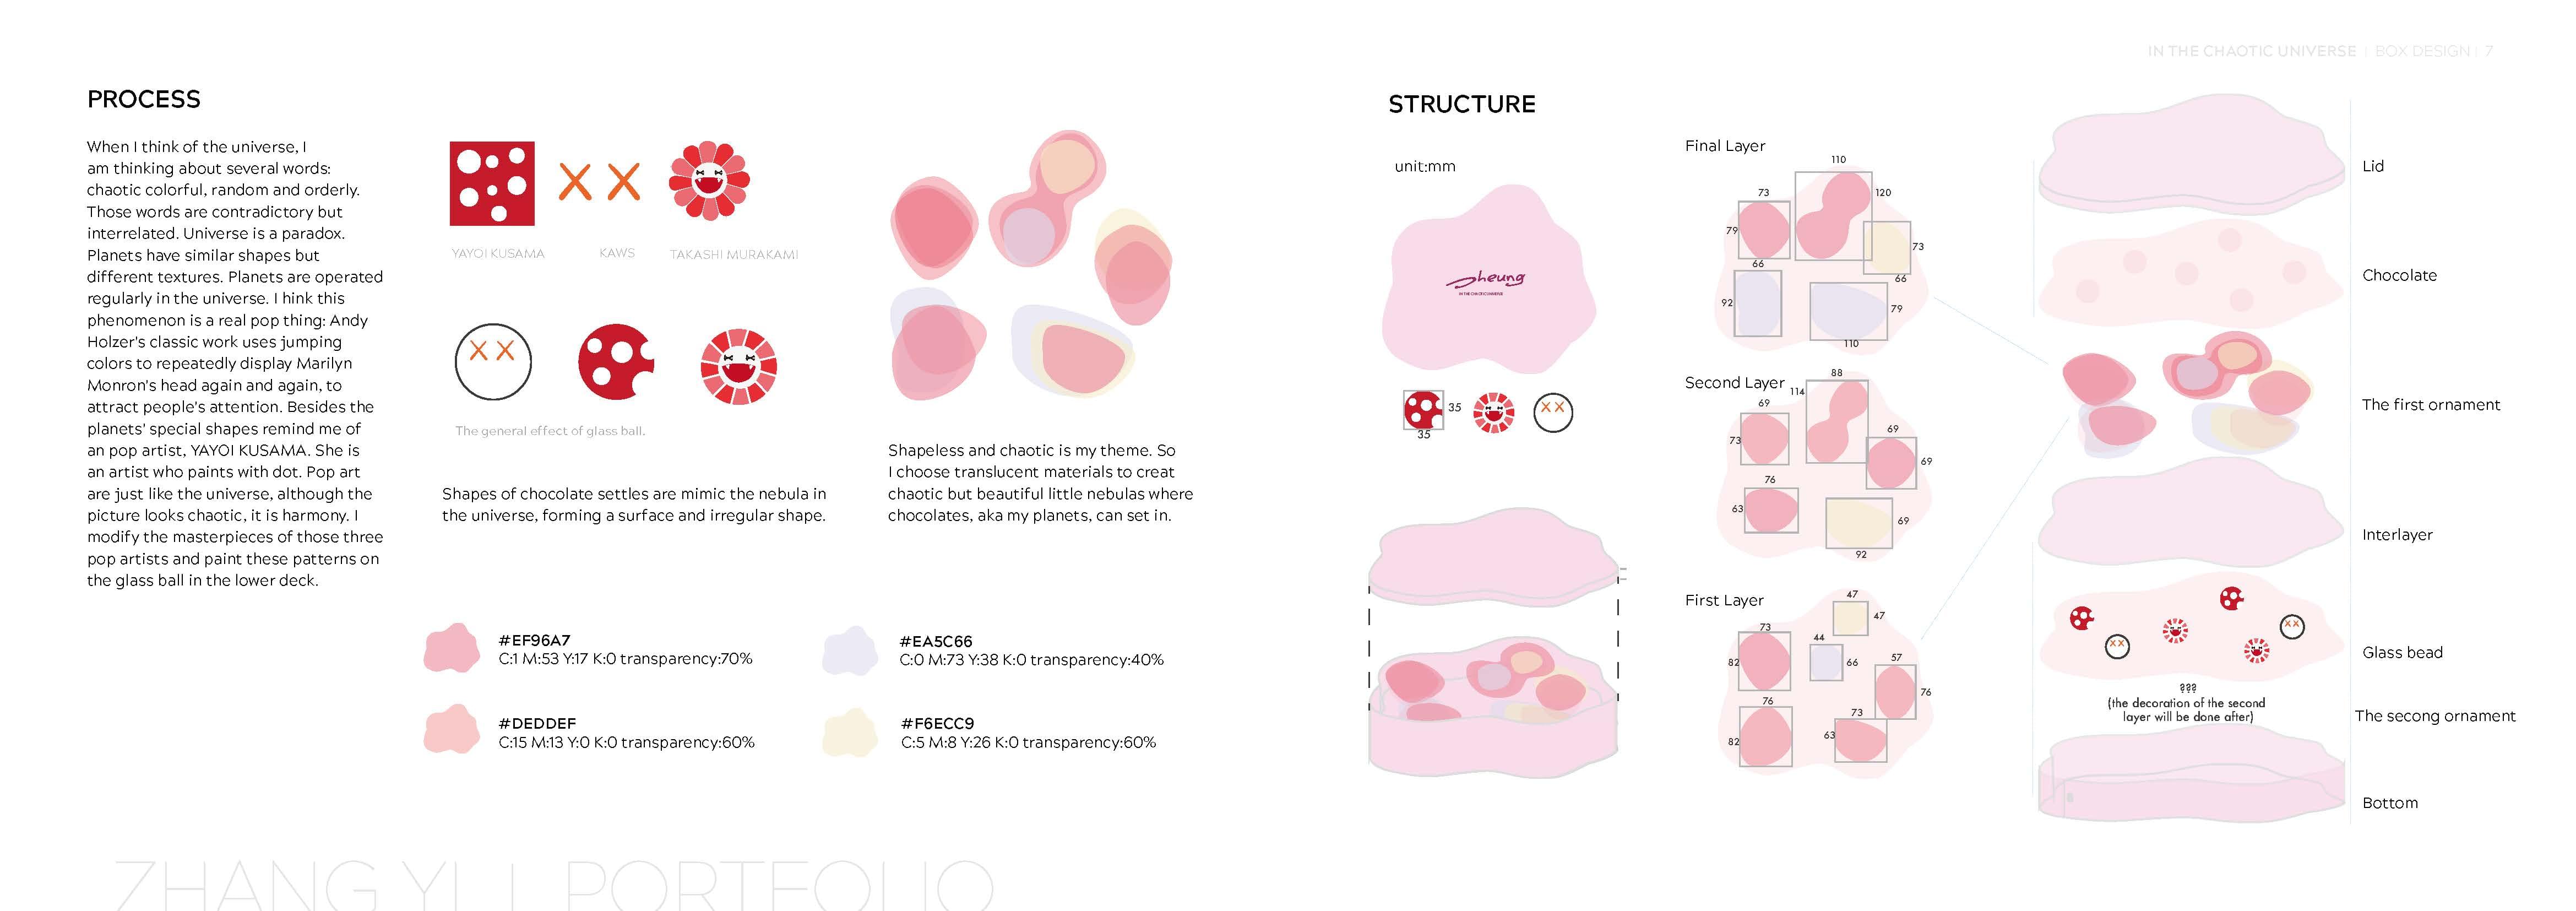 IN THE CHAOTIC UNIVERSE | BOX DESIGN | 7
PROCESS
When I think of the universe, I
am thinking about several words:
chaotic colorful, random and orderly.
Those words are contradictory but
interrelated. Universe is a paradox.
Planets have similar shapes but
different textures. Planets are operated
regularly in the universe. I hink this
phenomenon is a real pop thing: Andy
Holzer's classic work uses jumping
colors to repeatedly display Marilyn
Monron's head again and again, to
attract people's attention. Besides the
planets' special shapes remind me of
an pop artist, YAYOI KUSAMA. She is
an artist who paints with dot. Pop art
are just like the universe, although the
picture looks chaotic, it is harmony. I
modify the masterpieces of those three
pop artists and paint these patterns on
the glass ball in the lower deck.
YAYOI KUSAMA
KAWS
TAKASHI MURAKAMI
The general effect of glass ball.
Shapes of chocolate settles are mimic the nebula in
the universe, forming a surface and irregular shape.
Shapeless and chaotic is my theme. So
I choose translucent materials to creat
chaotic but beautiful little nebulas where
chocolates, aka my planets, can set in.
#EF96A7
C:1 M:53 Y:17 K:0 transparency:70%
#EA5C66
C:0 M:73 Y:38 K:0 transparency:40%
#DEDDEF
C:15 M:13 Y:0 K:0 transparency:60%
#F6ECC9
C:5 M:8 Y:26 K:0 transparency:60%
STRUCTURE
unit:mm
Sheung
IN THE CHAOTIC UNIVERSE
35
35
Final Layer
110
73
120
79
73
66
66
92
79
110
Second Layer
88
114
69
69
73
69
76
63
69
92
First Layer
47
47
73
44
82
66
57
76
76
73
82
63
Lid
Chocolate
The first ornament
Interlayer
Glass bead
???
(the decoration of the second
layer will be done after)
The secong ornament
Bottom
ZHANG YI | PORTFOLIO